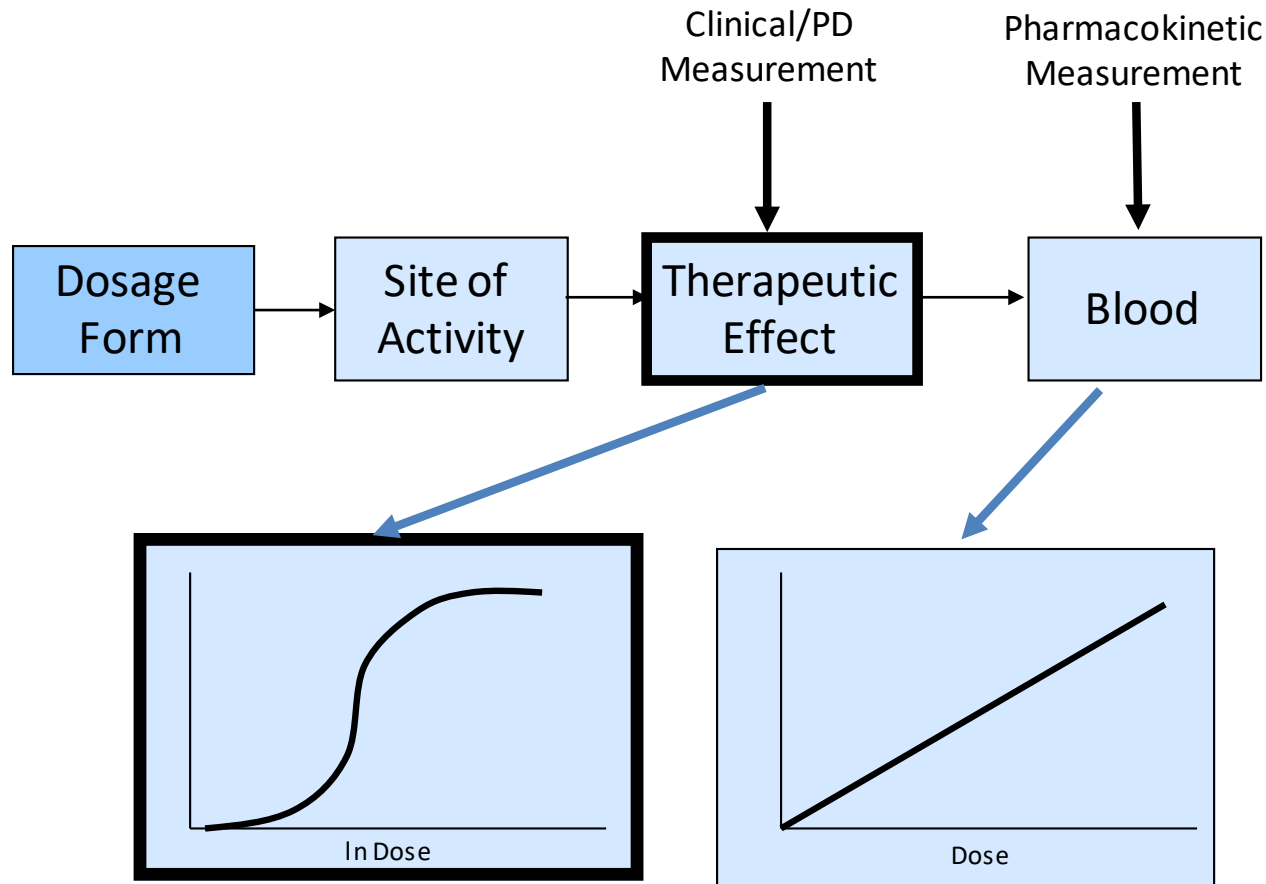 Clinical/PD
Measurement
Pharmacokinetic
Measurement
Dosage
Form
Site of
Activity
Therapeutic
Effect
Blood
ln Dose
Dose